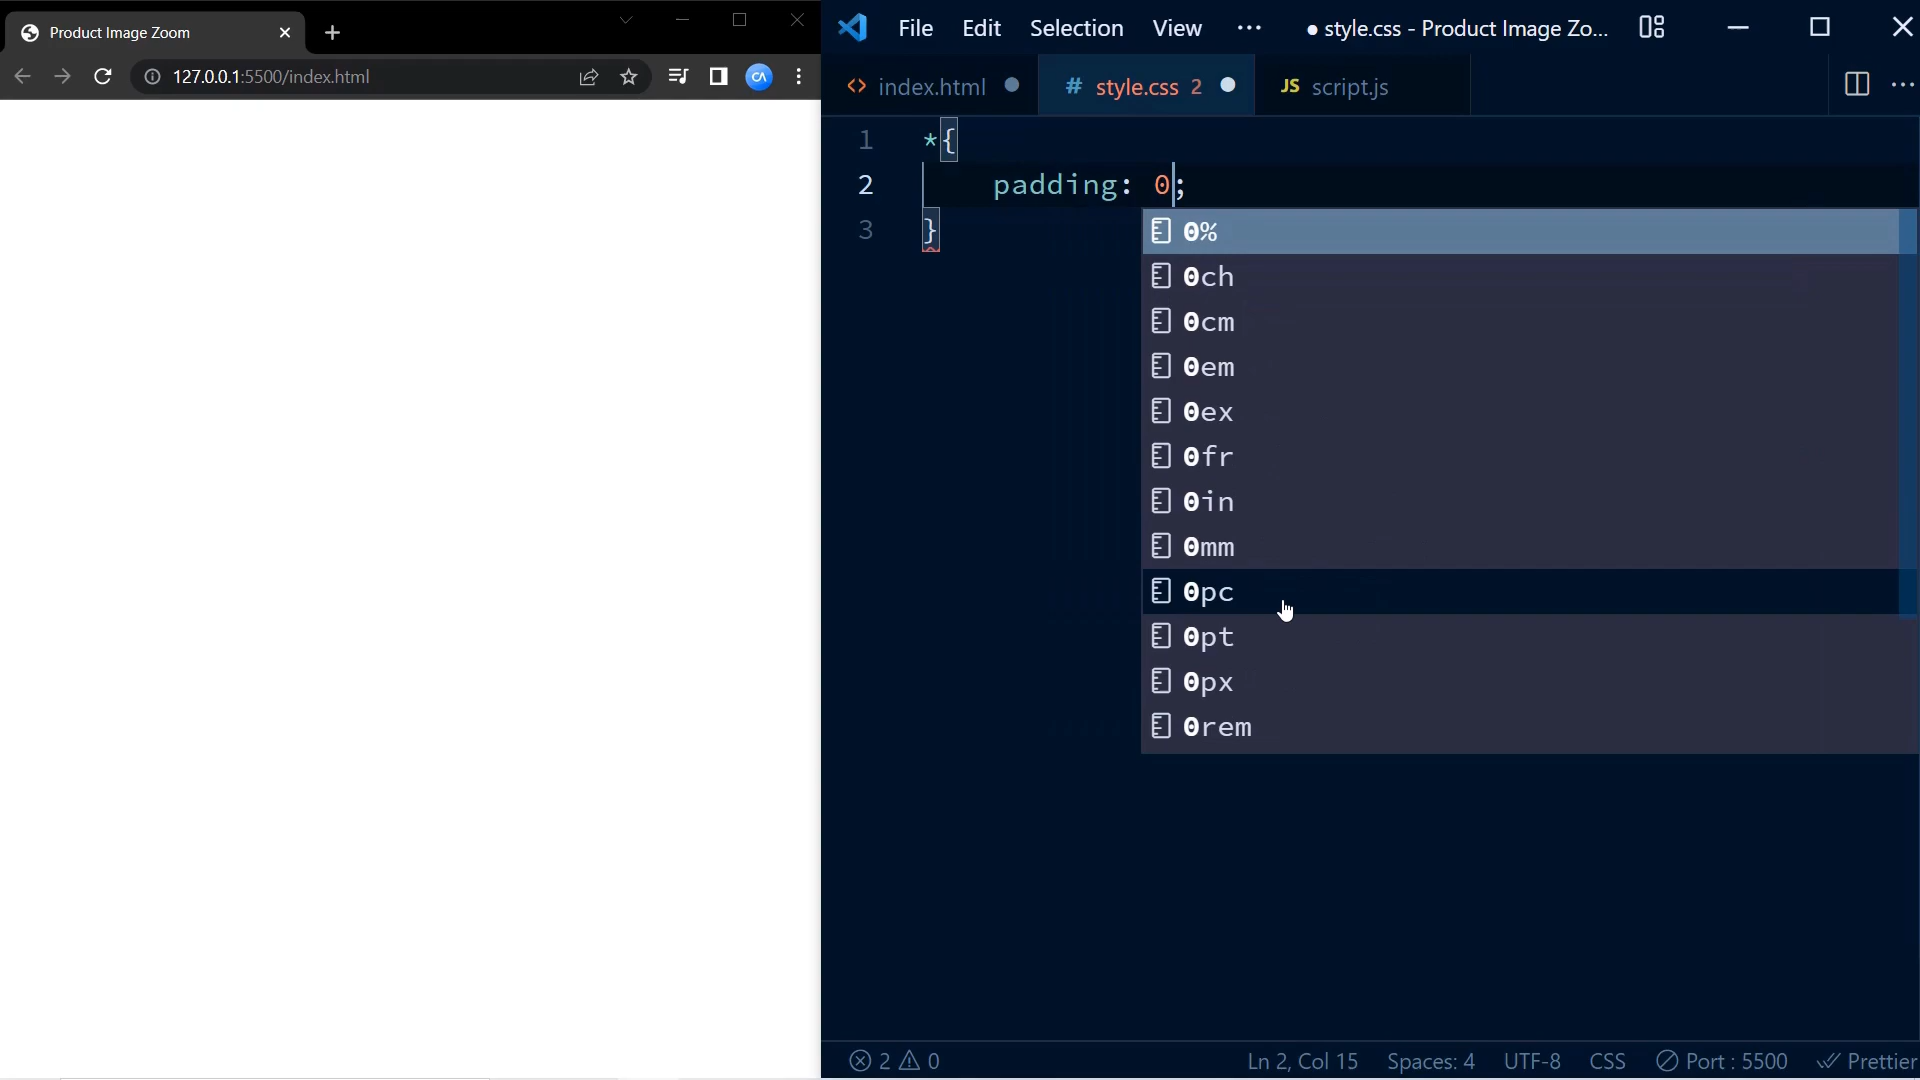 Product Image Zoom
127.0.0.1:5500/index.html
CA
File Edit Selection View ··· ● style.css - Product Image Zo...
<> index.html ●
# style.css 2 ●
JS script.js
1 *{
2 padding: 0;
3 }
0%
0ch
0cm
0em
0ex
0fr
0in
0mm
0pc
0pt
0px
0rem
2 0 Ln 2, Col 15 Spaces: 4 UTF-8 CSS Port : 5500 Prettier